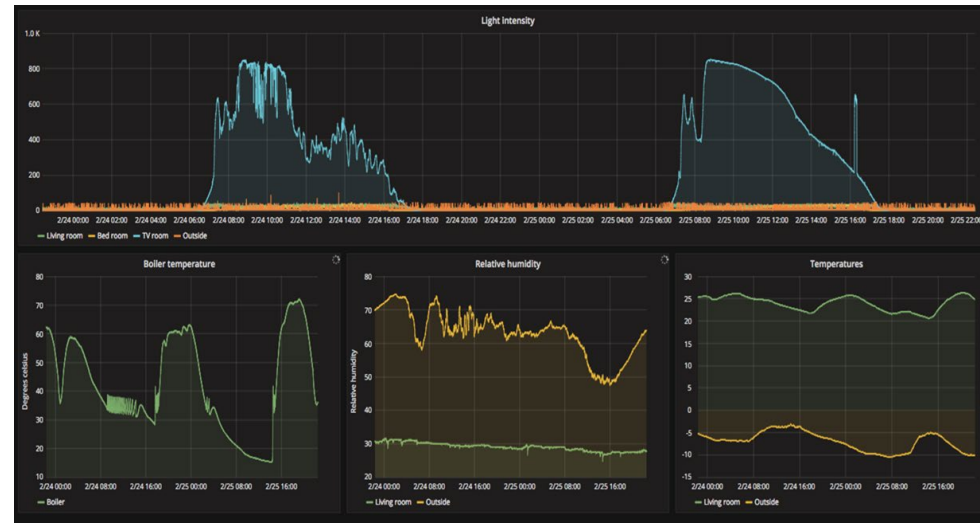 Light intensity
1.0 K
800
600
400
200
0
2/24 00:00 2/24 02:00 2/24 04:00 2/24 06:00 2/24 08:00 2/24 10:00 2/24 12:00 2/24 14:00 2/24 16:00 2/24 18:00 2/24 20:00 2/24 22:00 2/25 00:00 2/25 02:00 2/25 04:00 2/25 06:00 2/25 08:00 2/25 10:00 2/25 12:00 2/25 14:00 2/25 16:00 2/25 18:00 2/25 20:00 2/25 22:00
Living room Bed room TV room Outside
Boiler temperature
Degrees celsius
80
70
60
50
40
30
20
10
2/24 00:00 2/24 08:00 2/24 16:00 2/25 00:00 2/25 08:00 2/25 16:00
Boiler
Relative humidity
Relative humidity
80
70
60
50
40
30
20
2/24 00:00 2/24 08:00 2/24 16:00 2/25 00:00 2/25 08:00 2/25 16:00
Living room Outside
Temperatures
30
25
20
15
10
5
0
-5
-10
-15
2/24 00:00 2/24 08:00 2/24 16:00 2/25 00:00 2/25 08:00 2/25 16:00
Living room Outside